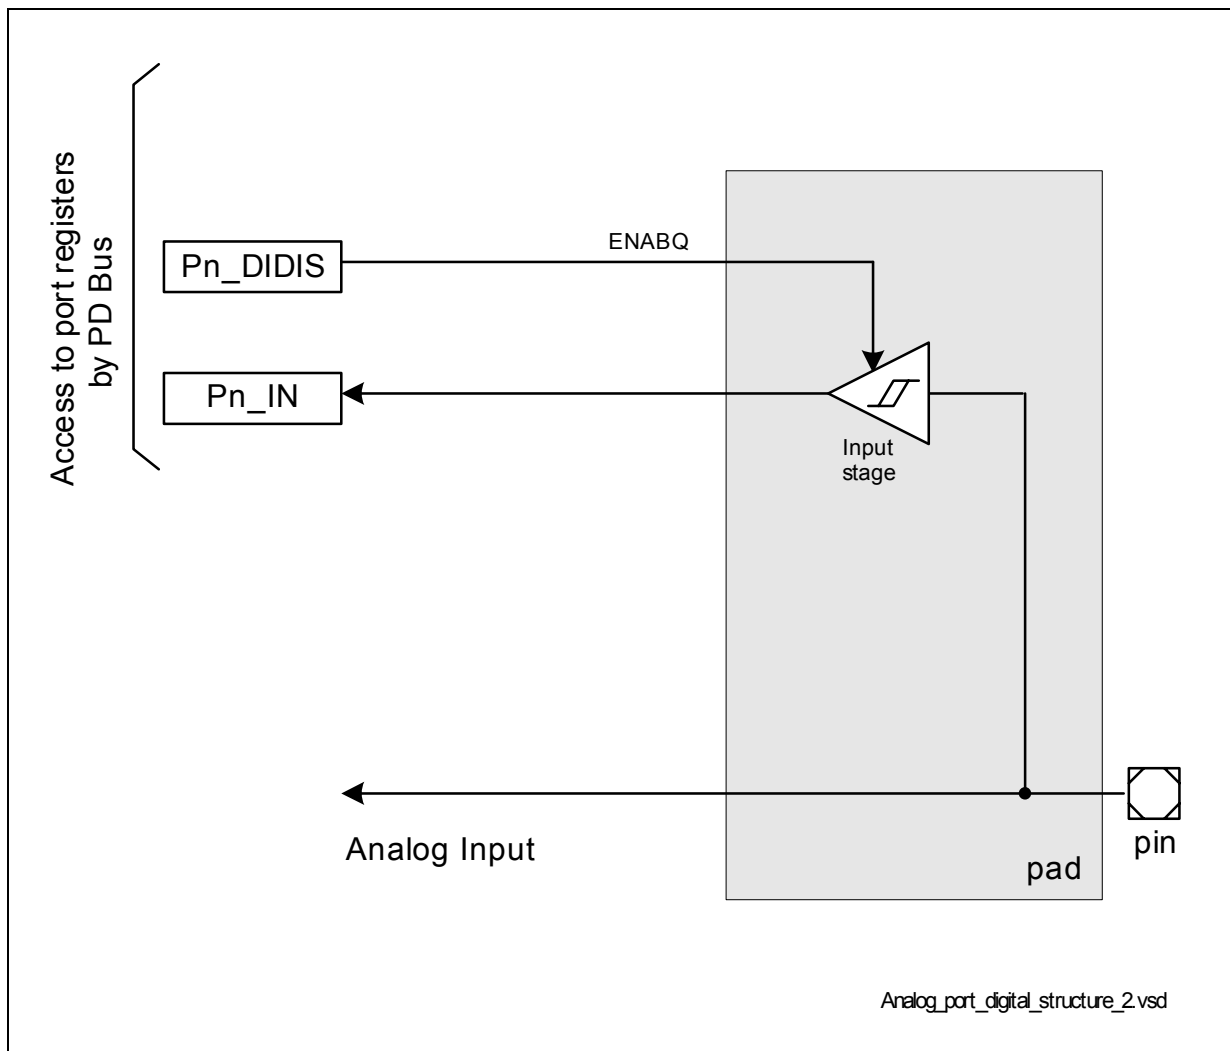 Access to port registers
by PD Bus
Pn_DIDIS
ENABQ
Pn_IN
Input
stage
Analog Input
pad
pin
Analog_port_digital_structure_2.vsd